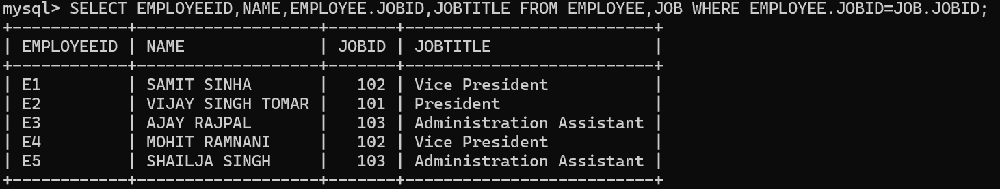 mysql> SELECT EMPLOYEEID,NAME,EMPLOYEE.JOBID,JOBTITLE FROM EMPLOYEE,JOB WHERE EMPLOYEE.JOBID=JOB.JOBID;
+------------+------------------+-------+--------------------------+
| EMPLOYEEID | NAME             | JOBID | JOBTITLE                 |
+------------+------------------+-------+--------------------------+
| E1         | SAMIT SINHA      |   102 | Vice President           |
| E2         | VIJAY SINGH TOMAR |   101 | President                |
| E3         | AJAY RAJPAL      |   103 | Administration Assistant |
| E4         | MOHIT RAMNANI    |   102 | Vice President           |
| E5         | SHAILJA SINGH    |   103 | Administration Assistant |
+------------+------------------+-------+--------------------------+